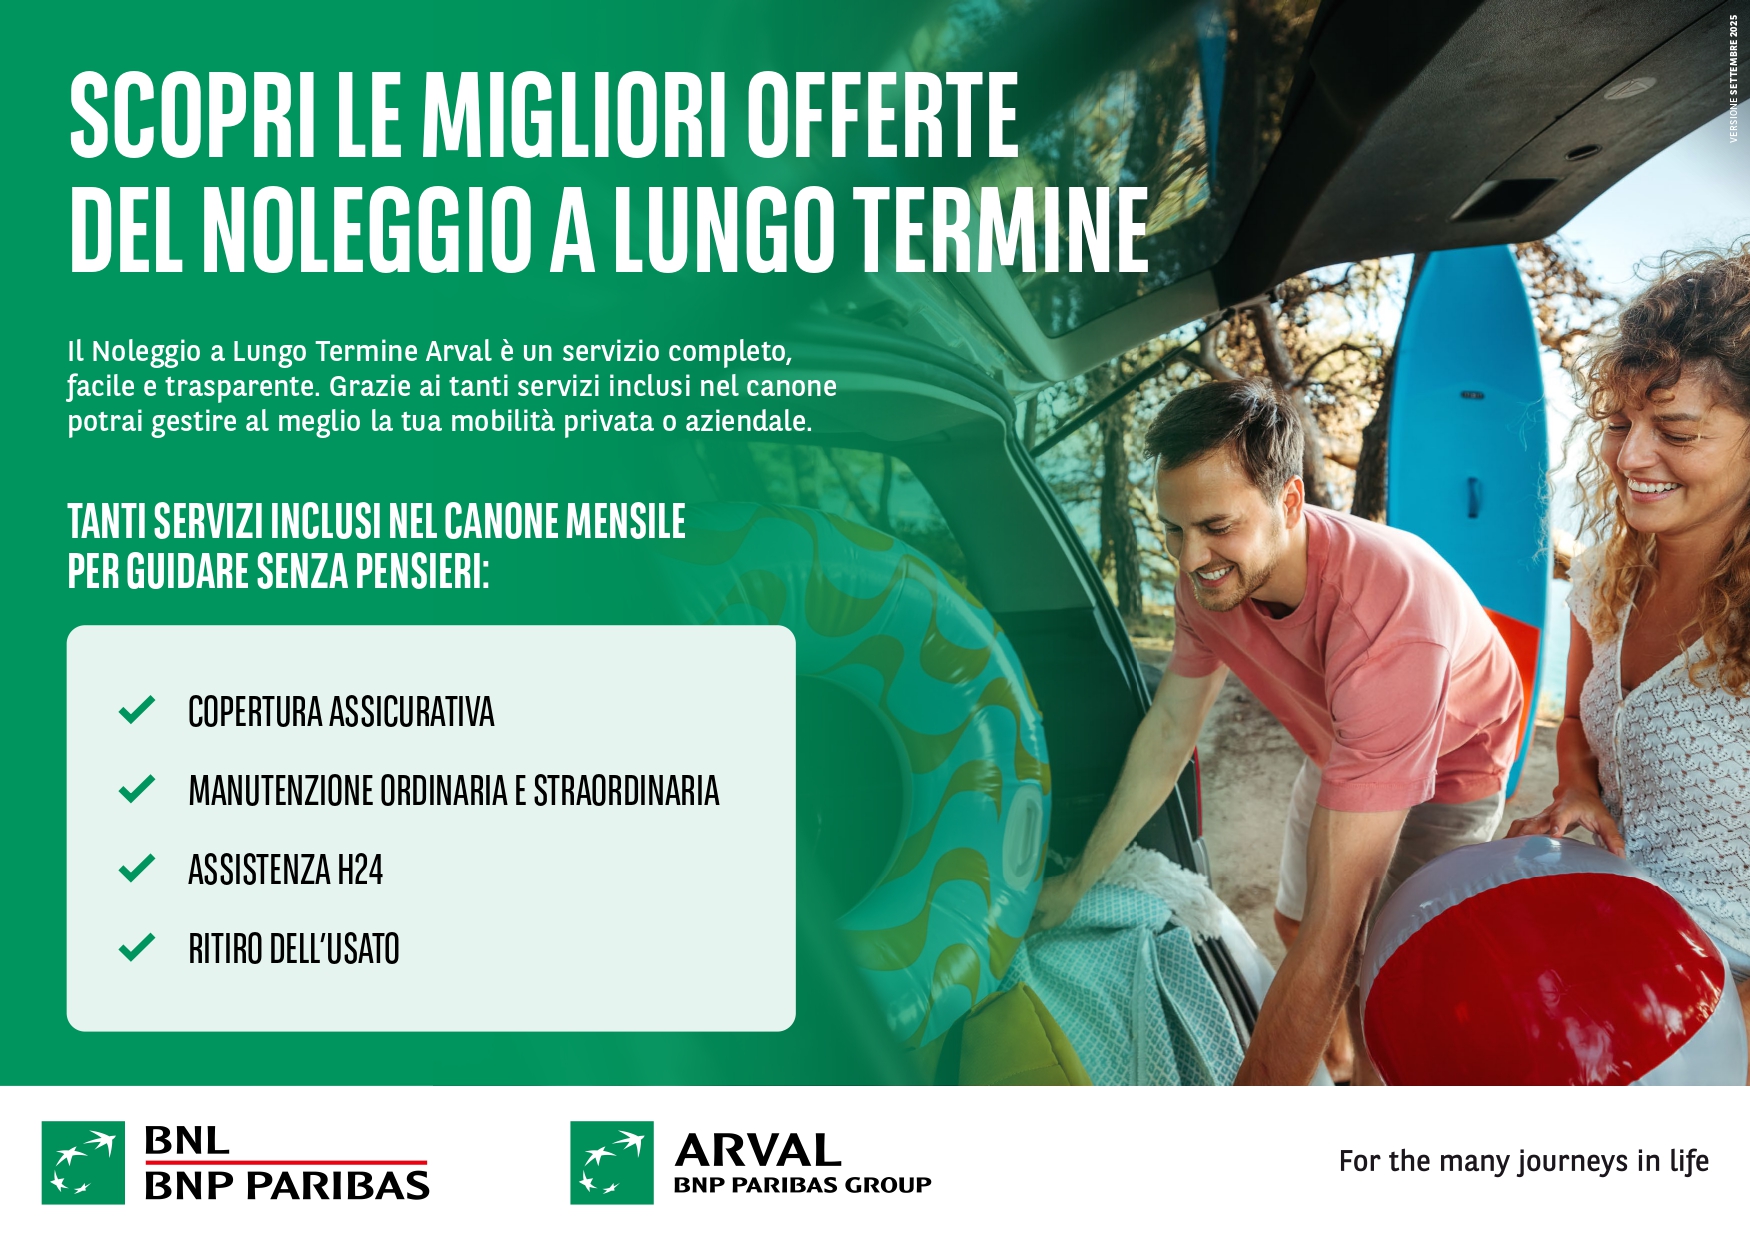 SCOPRI LE MIGLIORI OFFERTE
DEL NOLEGGIO A LUNGO TERMINE
Il Noleggio a Lungo Termine Arval è un servizio completo,
facile e trasparente. Grazie ai tanti servizi inclusi nel canone
potrai gestire al meglio la tua mobilità privata o aziendale.
TANTI SERVIZI INCLUSI NEL CANONE MENSILE
PER GUIDARE SENZA PENSIERI:
COPERTURA ASSICURATIVA
MANUTENZIONE ORDINARIA E STRAORDINARIA
ASSISTENZA H24
RITIRO DELL'USATO
VERSIONE SETTEMBRE 2025
BNL
BNP PARIBAS
ARVAL
BNP PARIBAS GROUP
For the many journeys in life